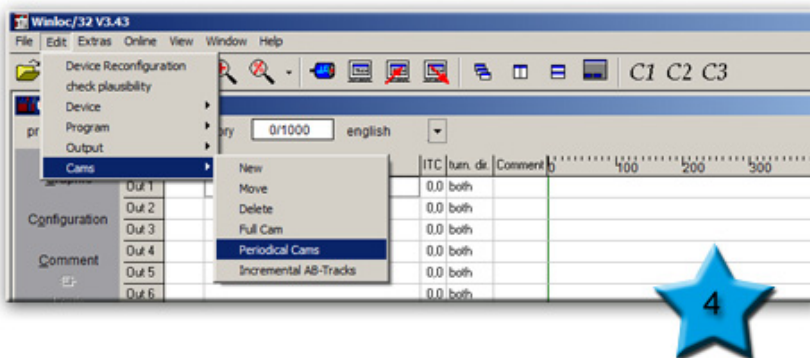 Winloc/32 V3.43
File Edit Extras Online View Window Help
C1 C2 C3
Device Reconfiguration
check plausibility
Device
Program
Output
Cams
0/1000 english
New
Move
Delete
Full Cam
Periodical Cams
Incremental AB-Tracks
ITC turn. dir. Comment 0 100 200 300
Out 1 0,0 both
Out 2 0,0 both
Configuration
Out 3 0,0 both
Out 4 0,0 both
Comment
Out 5 0,0 both
Out 6 0,0 both
4